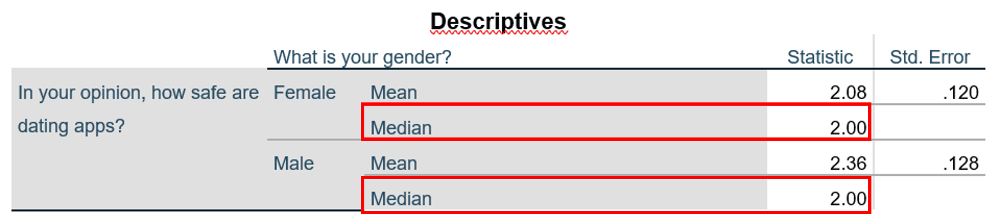 Descriptives
What is your gender? Statistic Std. Error
In your opinion, how safe are Female Mean 2.08 .120
dating apps? Median 2.00
Male Mean 2.36 .128
Median 2.00